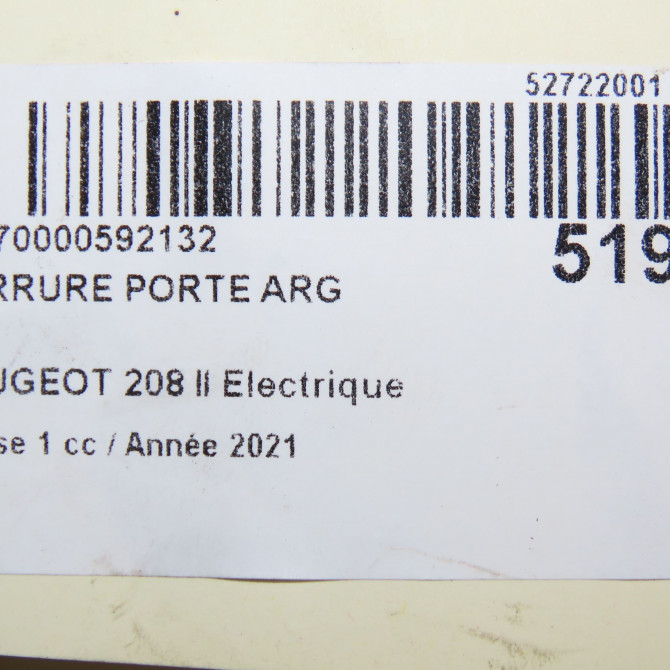 52722001
70000592132
519
RRURE PORTE ARG
UGEOT 208 II Electrique
se 1 cc / Année 2021